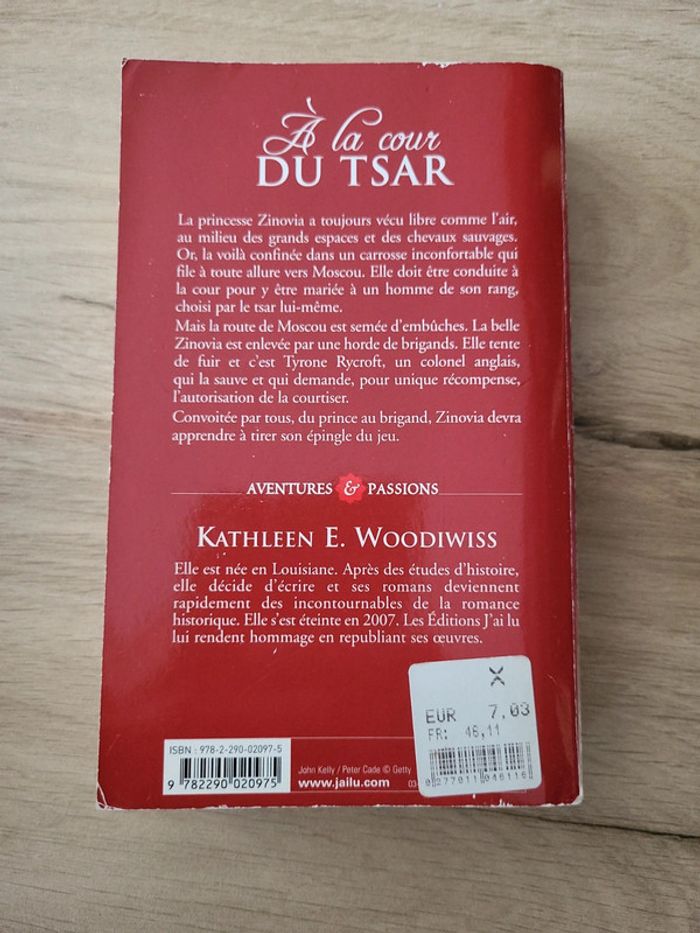 À la cour
DU TSAR
La princesse Zinovia a toujours vécu libre comme l'air,
au milieu des grands espaces et des chevaux sauvages.
Or, la voilà confinée dans un carrosse inconfortable qui
file à toute allure vers Moscou. Elle doit être conduite à
la cour pour y être mariée à un homme de son rang,
choisi par le tsar lui-même.
Mais la route de Moscou est semée d'embûches. La belle
Zinovia est enlevée par une horde de brigands. Elle tente
de fuir et c'est Tyrone Rycroft, un colonel anglais,
qui la sauve et qui demande, pour unique récompense,
l'autorisation de la courtiser.
Convoitée par tous, du prince au brigand, Zinovia devra
apprendre à tirer son épingle du jeu.
AVENTURES & PASSIONS
KATHLEEN E. WOODIWISS
Elle est née en Louisiane. Après des études d'histoire,
elle décide d'écrire et ses romans deviennent
rapidement des incontournables de la romance
historique. Elle s'est éteinte en 2007. Les Éditions J'ai lu
lui rendent hommage en republiant ses œuvres.
X
EUR 7,03
FR: 46,11
0277011046116
ISBN : 978-2-290-02097-5
9 782290 020975
John Kelly / Peter Cade © Getty
www.jailu.com